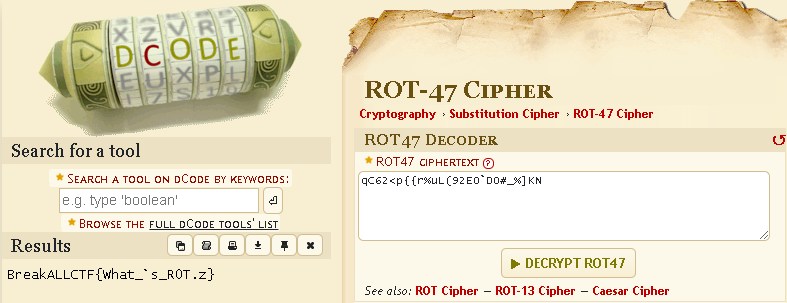 X Z V R T
DCODE
E U X P L
Search for a tool
★ Search a tool on dCode by keywords:
e.g. type 'boolean'
★ Browse the full dCode tools' list
Results
BreakALLCTF{What_1s_R0T.z}
ROT-47 Cipher
Cryptography › Substitution Cipher › ROT-47 Cipher
ROT47 Decoder
★ ROT47 ciphertext ?
qC62<p{{r%uL(92E0`D0#_%]KN
▶ DECRYPT ROT47
See also: ROT Cipher — ROT-13 Cipher — Caesar Cipher